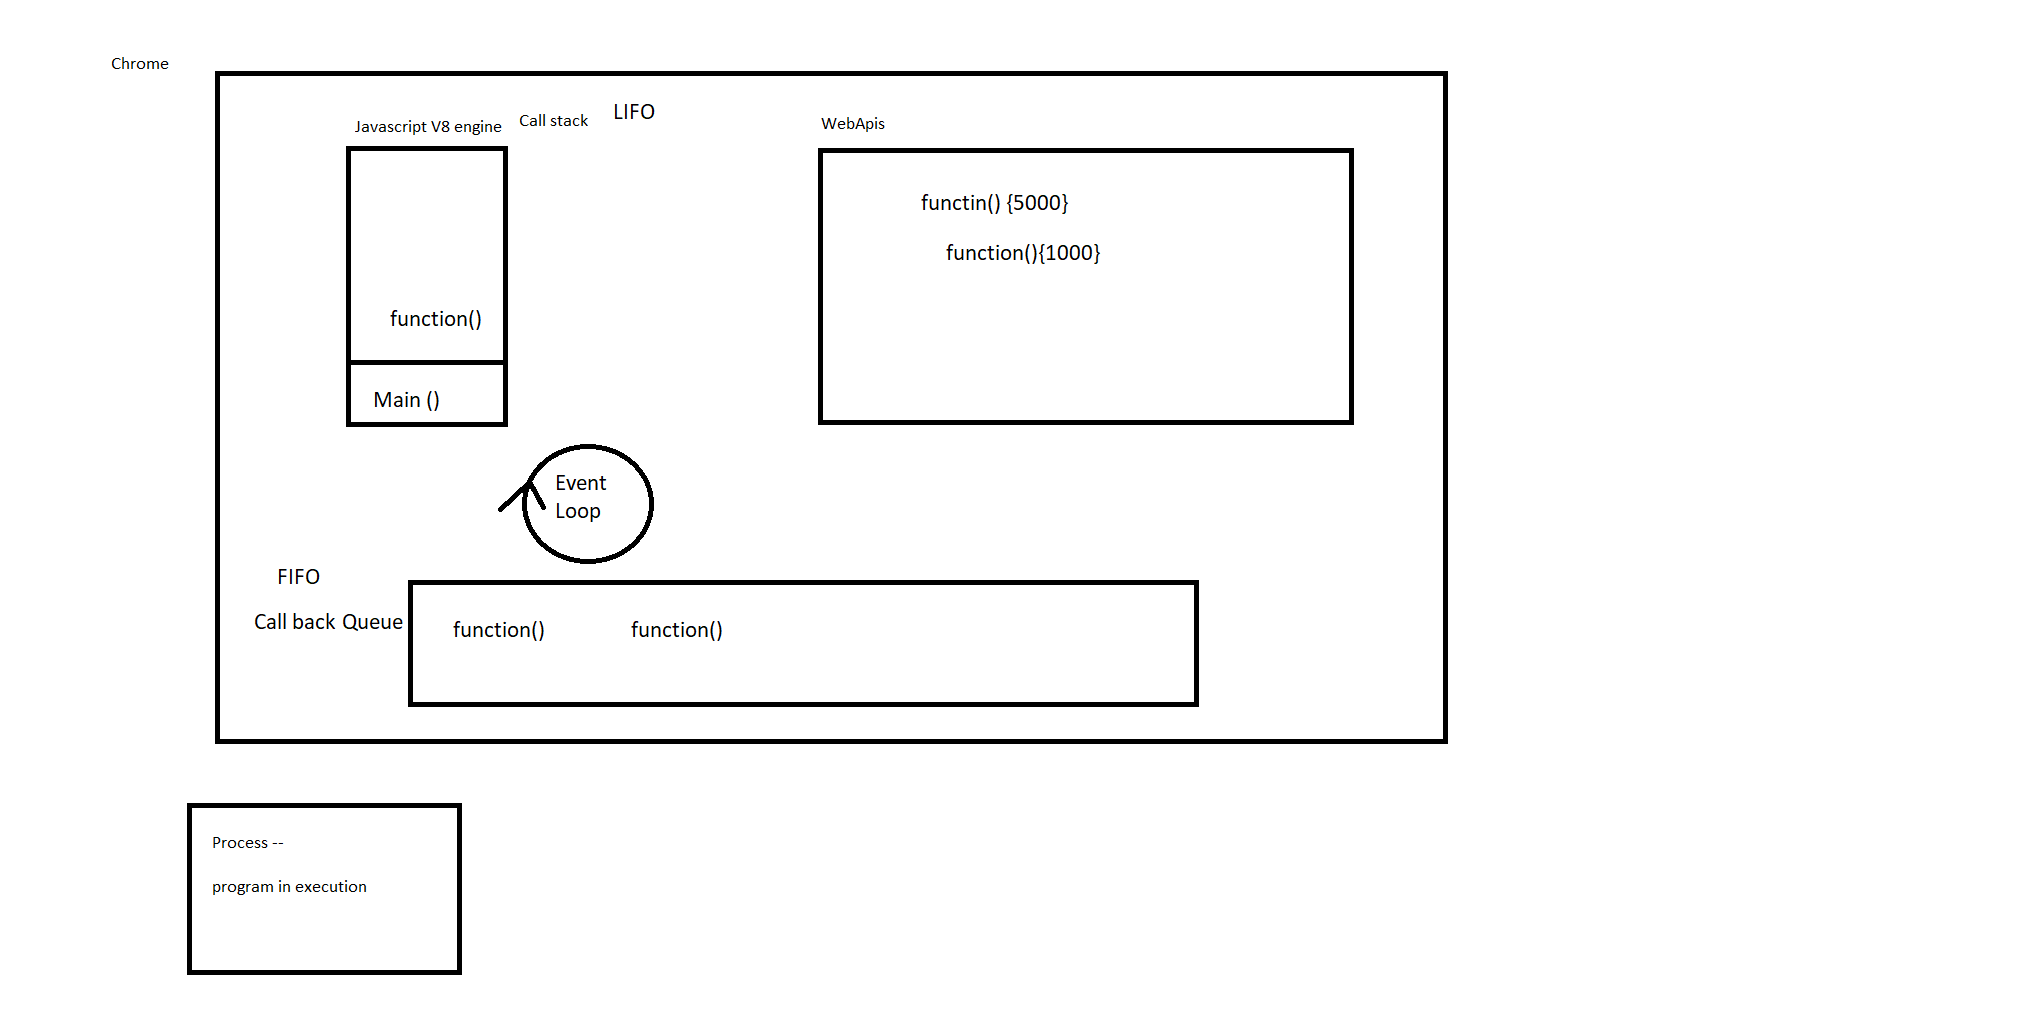 Chrome
Javascript V8 engine
Call stack
LIFO
WebApis
functin() {5000}
function(){1000}
function()
Main ()
Event
Loop
FIFO
Call back Queue
function()
function()
Process --
program in execution